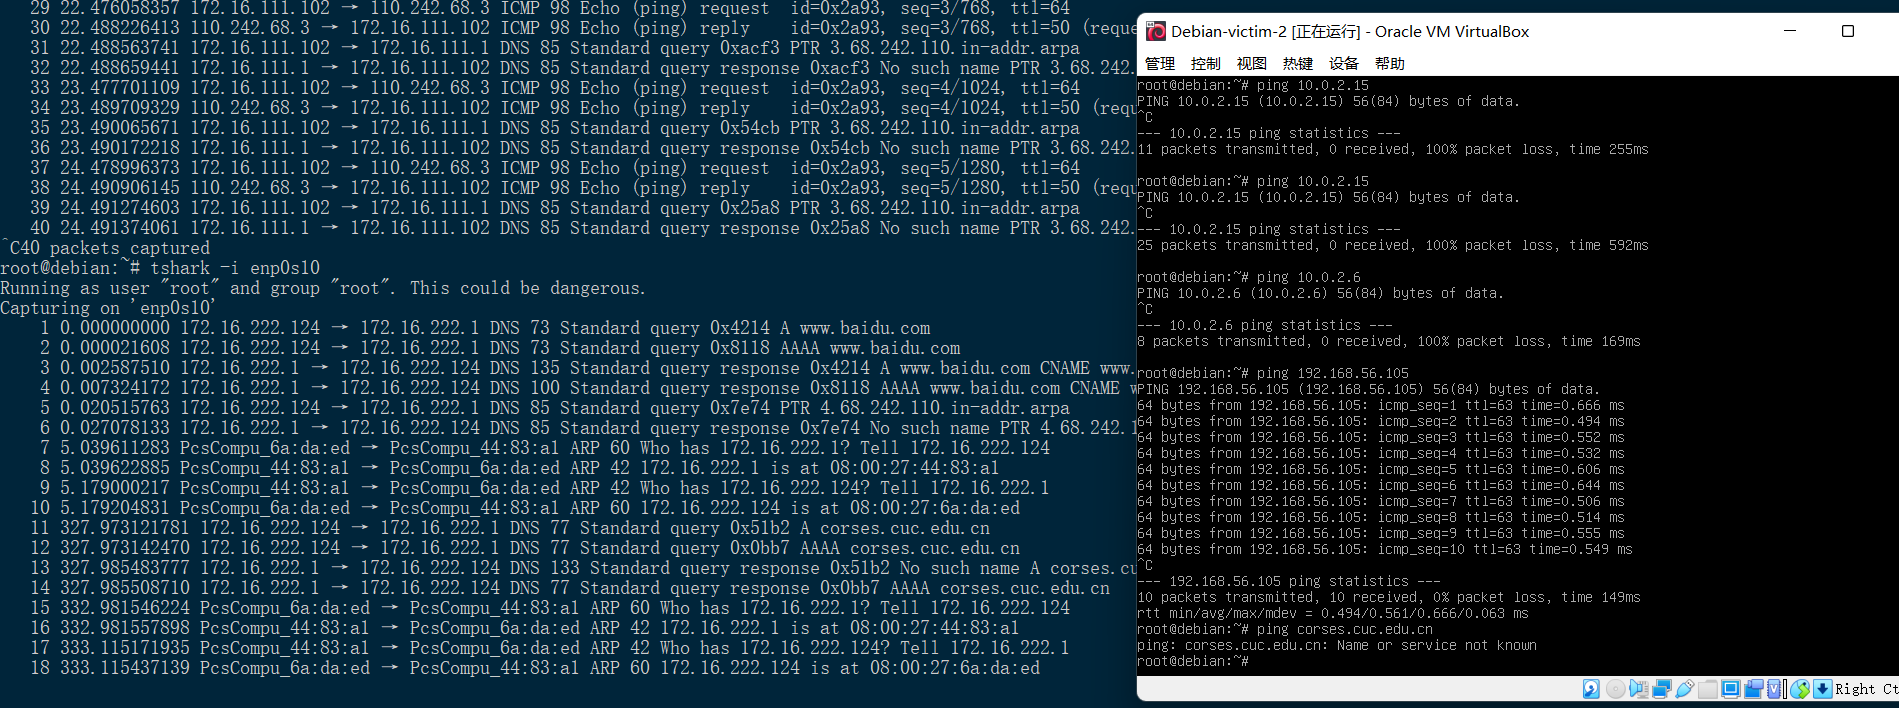 29 22.476058357 172.16.111.102 → 110.242.68.3 ICMP 98 Echo (ping) request  id=0x2a93, seq=3/768, ttl=64
30 22.488226413 110.242.68.3 → 172.16.111.102 ICMP 98 Echo (ping) reply    id=0x2a93, seq=3/768, ttl=50 (reque
31 22.488563741 172.16.111.102 → 172.16.111.1 DNS 85 Standard query 0xacf3 PTR 3.68.242.110.in-addr.arpa
32 22.488659441 172.16.111.1 → 172.16.111.102 DNS 85 Standard query response 0xacf3 No such name PTR 3.68.242.
33 23.477701109 172.16.111.102 → 110.242.68.3 ICMP 98 Echo (ping) request  id=0x2a93, seq=4/1024, ttl=64
34 23.489709329 110.242.68.3 → 172.16.111.102 ICMP 98 Echo (ping) reply    id=0x2a93, seq=4/1024, ttl=50 (requ
35 23.490065671 172.16.111.102 → 172.16.111.1 DNS 85 Standard query 0x54cb PTR 3.68.242.110.in-addr.arpa
36 23.490172218 172.16.111.1 → 172.16.111.102 DNS 85 Standard query response 0x54cb No such name PTR 3.68.242.
37 24.478996373 172.16.111.102 → 110.242.68.3 ICMP 98 Echo (ping) request  id=0x2a93, seq=5/1280, ttl=64
38 24.490906145 110.242.68.3 → 172.16.111.102 ICMP 98 Echo (ping) reply    id=0x2a93, seq=5/1280, ttl=50 (requ
39 24.491274603 172.16.111.102 → 172.16.111.1 DNS 85 Standard query 0x25a8 PTR 3.68.242.110.in-addr.arpa
40 24.491374061 172.16.111.1 → 172.16.111.102 DNS 85 Standard query response 0x25a8 No such name PTR 3.68.242.
^C40 packets captured
root@debian:~# tshark -i enp0s10
Running as user "root" and group "root". This could be dangerous.
Capturing on 'enp0s10'
1 0.000000000 172.16.222.124 → 172.16.222.1 DNS 73 Standard query 0x4214 A www.baidu.com
2 0.000021608 172.16.222.124 → 172.16.222.1 DNS 73 Standard query 0x8118 AAAA www.baidu.com
3 0.002587510 172.16.222.1 → 172.16.222.124 DNS 135 Standard query response 0x4214 A www.baidu.com CNAME www.
4 0.007324172 172.16.222.1 → 172.16.222.124 DNS 100 Standard query response 0x8118 AAAA www.baidu.com CNAME w
5 0.020515763 172.16.222.124 → 172.16.222.1 DNS 85 Standard query 0x7e74 PTR 4.68.242.110.in-addr.arpa
6 0.027078133 172.16.222.1 → 172.16.222.124 DNS 85 Standard query response 0x7e74 No such name PTR 4.68.242.1
7 5.039611283 PcsCompu_6a:da:ed → PcsCompu_44:83:a1 ARP 60 Who has 172.16.222.1? Tell 172.16.222.124
8 5.039622885 PcsCompu_44:83:a1 → PcsCompu_6a:da:ed ARP 42 172.16.222.1 is at 08:00:27:44:83:a1
9 5.179000217 PcsCompu_44:83:a1 → PcsCompu_6a:da:ed ARP 42 Who has 172.16.222.124? Tell 172.16.222.1
10 5.179204831 PcsCompu_6a:da:ed → PcsCompu_44:83:a1 ARP 60 172.16.222.124 is at 08:00:27:6a:da:ed
11 327.973121781 172.16.222.124 → 172.16.222.1 DNS 77 Standard query 0x51b2 A corses.cuc.edu.cn
12 327.973142470 172.16.222.124 → 172.16.222.1 DNS 77 Standard query 0x0bb7 AAAA corses.cuc.edu.cn
13 327.985483777 172.16.222.1 → 172.16.222.124 DNS 133 Standard query response 0x51b2 No such name A corses.cu
14 327.985508710 172.16.222.1 → 172.16.222.124 DNS 77 Standard query response 0x0bb7 AAAA corses.cuc.edu.cn
15 332.981546224 PcsCompu_6a:da:ed → PcsCompu_44:83:a1 ARP 60 Who has 172.16.222.1? Tell 172.16.222.124
16 332.981557898 PcsCompu_44:83:a1 → PcsCompu_6a:da:ed ARP 42 172.16.222.1 is at 08:00:27:44:83:a1
17 333.115171935 PcsCompu_44:83:a1 → PcsCompu_6a:da:ed ARP 42 Who has 172.16.222.124? Tell 172.16.222.1
18 333.115437139 PcsCompu_6a:da:ed → PcsCompu_44:83:a1 ARP 60 172.16.222.124 is at 08:00:27:6a:da:ed
Debian-victim-2 [正在运行] - Oracle VM VirtualBox
管理 控制 视图 热键 设备 帮助
root@debian:~# ping 10.0.2.15
PING 10.0.2.15 (10.0.2.15) 56(84) bytes of data.
^C
--- 10.0.2.15 ping statistics ---
11 packets transmitted, 0 received, 100% packet loss, time 255ms
root@debian:~# ping 10.0.2.15
PING 10.0.2.15 (10.0.2.15) 56(84) bytes of data.
^C
--- 10.0.2.15 ping statistics ---
25 packets transmitted, 0 received, 100% packet loss, time 592ms
root@debian:~# ping 10.0.2.6
PING 10.0.2.6 (10.0.2.6) 56(84) bytes of data.
^C
--- 10.0.2.6 ping statistics ---
8 packets transmitted, 0 received, 100% packet loss, time 169ms
root@debian:~# ping 192.168.56.105
PING 192.168.56.105 (192.168.56.105) 56(84) bytes of data.
64 bytes from 192.168.56.105: icmp_seq=1 ttl=63 time=0.666 ms
64 bytes from 192.168.56.105: icmp_seq=2 ttl=63 time=0.494 ms
64 bytes from 192.168.56.105: icmp_seq=3 ttl=63 time=0.552 ms
64 bytes from 192.168.56.105: icmp_seq=4 ttl=63 time=0.532 ms
64 bytes from 192.168.56.105: icmp_seq=5 ttl=63 time=0.606 ms
64 bytes from 192.168.56.105: icmp_seq=6 ttl=63 time=0.644 ms
64 bytes from 192.168.56.105: icmp_seq=7 ttl=63 time=0.506 ms
64 bytes from 192.168.56.105: icmp_seq=8 ttl=63 time=0.514 ms
64 bytes from 192.168.56.105: icmp_seq=9 ttl=63 time=0.555 ms
64 bytes from 192.168.56.105: icmp_seq=10 ttl=63 time=0.549 ms
^C
--- 192.168.56.105 ping statistics ---
10 packets transmitted, 10 received, 0% packet loss, time 149ms
rtt min/avg/max/mdev = 0.494/0.561/0.666/0.063 ms
root@debian:~# ping corses.cuc.edu.cn
ping: corses.cuc.edu.cn: Name or service not known
root@debian:~#
Right Ct